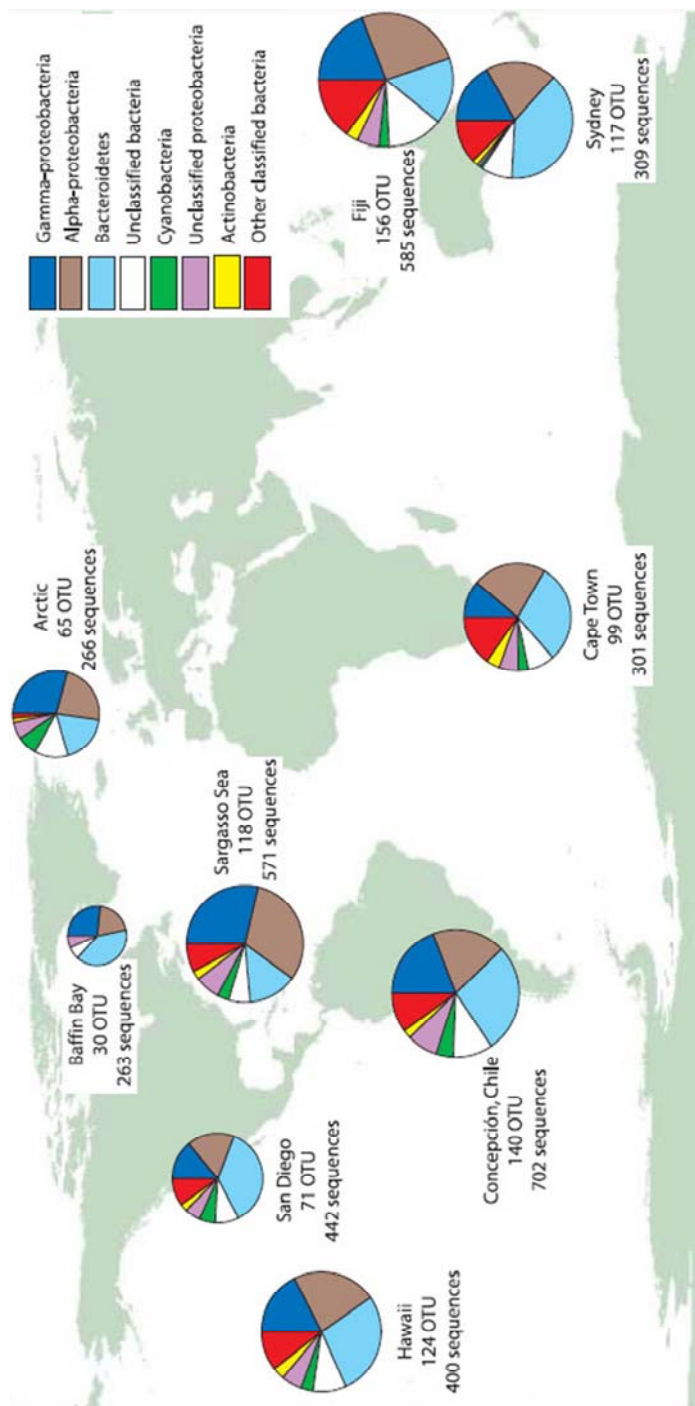 Gamma-proteobacteria
Alpha-proteobacteria
Bacteroidetes
Unclassified bacteria
Cyanobacteria
Unclassified proteobacteria
Actinobacteria
Other classified bacteria
Arctic
65 OTU
266 sequences
Baffin Bay
30 OTU
263 sequences
Sargasso Sea
118 OTU
571 sequences
San Diego
71 OTU
442 sequences
Hawaii
124 OTU
400 sequences
Concepción, Chile
140 OTU
702 sequences
Cape Town
99 OTU
301 sequences
Fiji
156 OTU
585 sequences
Sydney
117 OTU
309 sequences